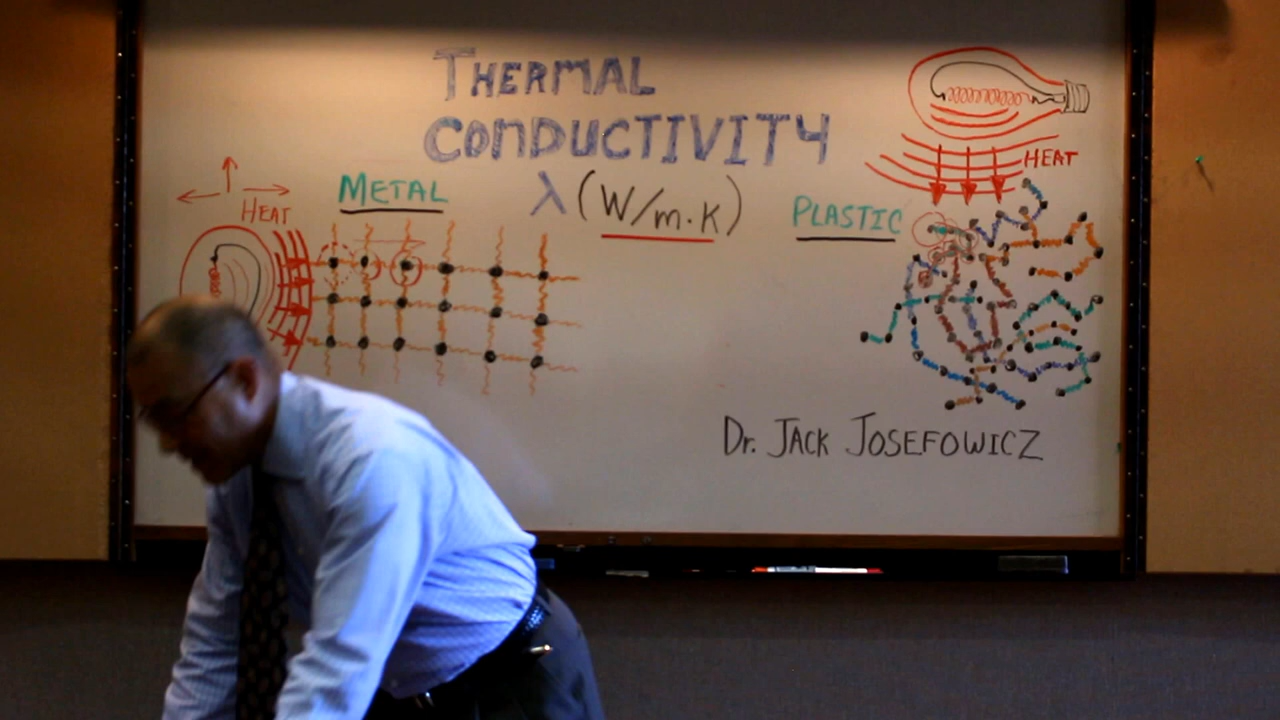 THERMAL
CONDUCTIVITY
λ (W/m·K)
METAL
HEAT
PLASTIC
HEAT
Dr. JACK JOSEFOWICZ